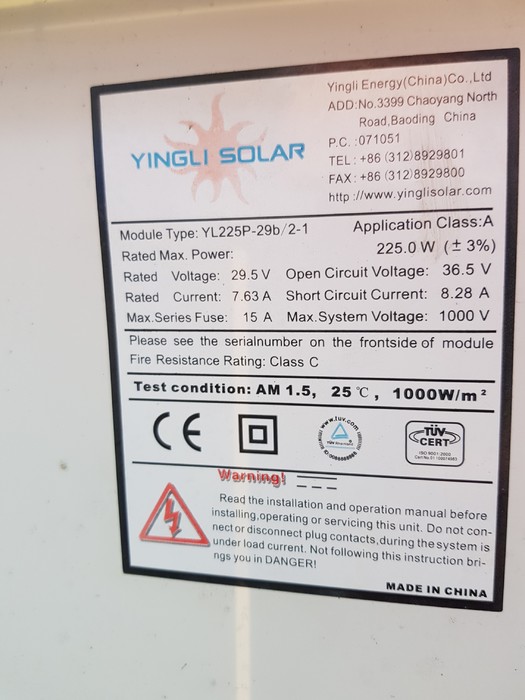 Yingli Energy(China)Co.,Ltd
ADD:No.3399 Chaoyang North
Road,Baoding China
P.C. :071051
TEL: +86 (312)8929801
FAX: +86 (312)8929800
http ://www.yinglisolar.com
YINGLI SOLAR
Module Type: YL225P-29b/2-1 Application Class:A
Rated Max. Power: 225.0 W (± 3%)
Rated Voltage: 29.5 V Open Circuit Voltage: 36.5 V
Rated Current: 7.63 A Short Circuit Current: 8.28 A
Max.Series Fuse: 15 A Max.System Voltage: 1000 V
Please see the serialnumber on the frontside of module
Fire Resistance Rating: Class C
Test condition: AM 1.5, 25℃, 1000W/m²
CE
www.tuv.com
TÜV
CERT
ISO 9001:2000
Warning!
Read the installation and operation manual before
installing,operating or servicing this unit. Do not con-
nect or disconnect plug contacts,during the system is
under load current. Not following this instruction bri-
ngs you in DANGER!
MADE IN CHINA